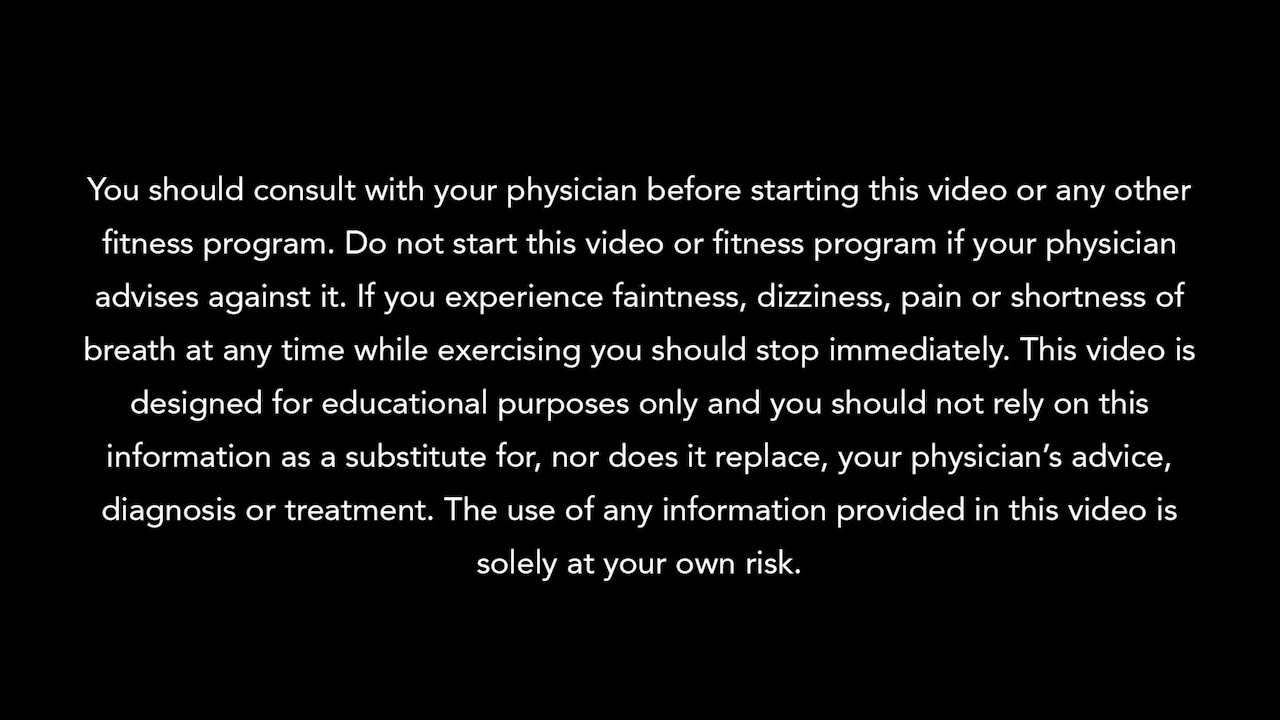 You should consult with your physician before starting this video or any other
fitness program. Do not start this video or fitness program if your physician
advises against it. If you experience faintness, dizziness, pain or shortness of
breath at any time while exercising you should stop immediately. This video is
designed for educational purposes only and you should not rely on this
information as a substitute for, nor does it replace, your physician’s advice,
diagnosis or treatment. The use of any information provided in this video is
solely at your own risk.